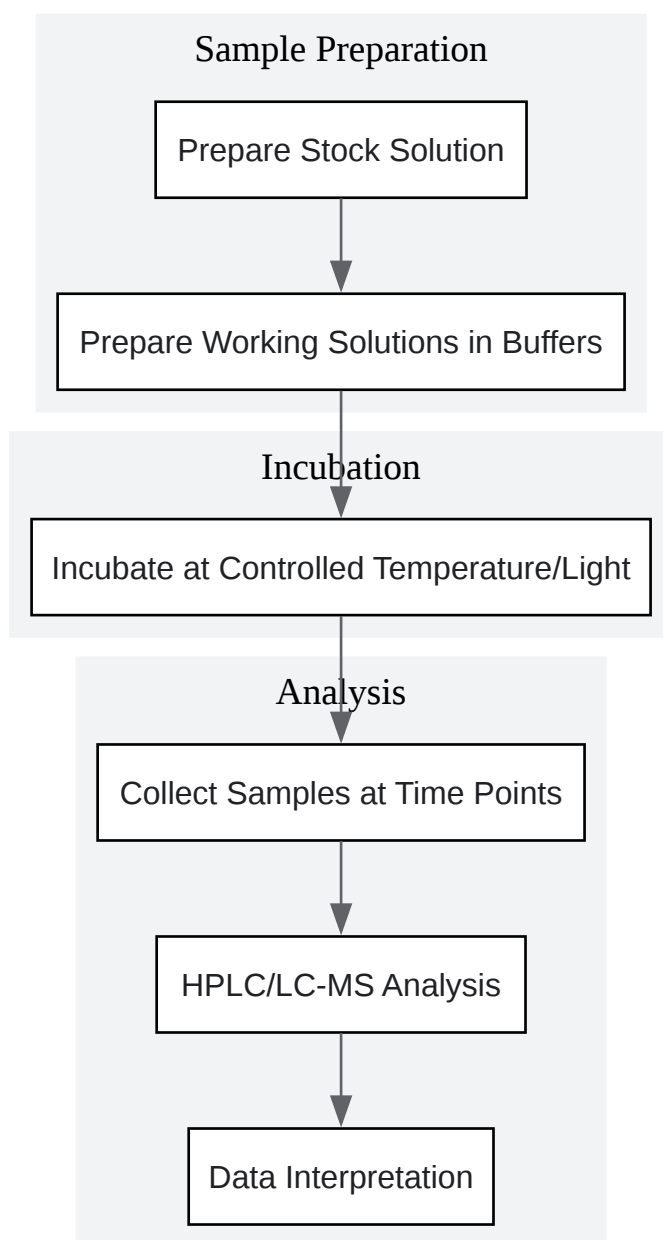 Sample Preparation
Prepare Stock Solution
Prepare Working Solutions in Buffers
Incubation
Incubate at Controlled Temperature/Light
Analysis
Collect Samples at Time Points
HPLC/LC-MS Analysis
Data Interpretation